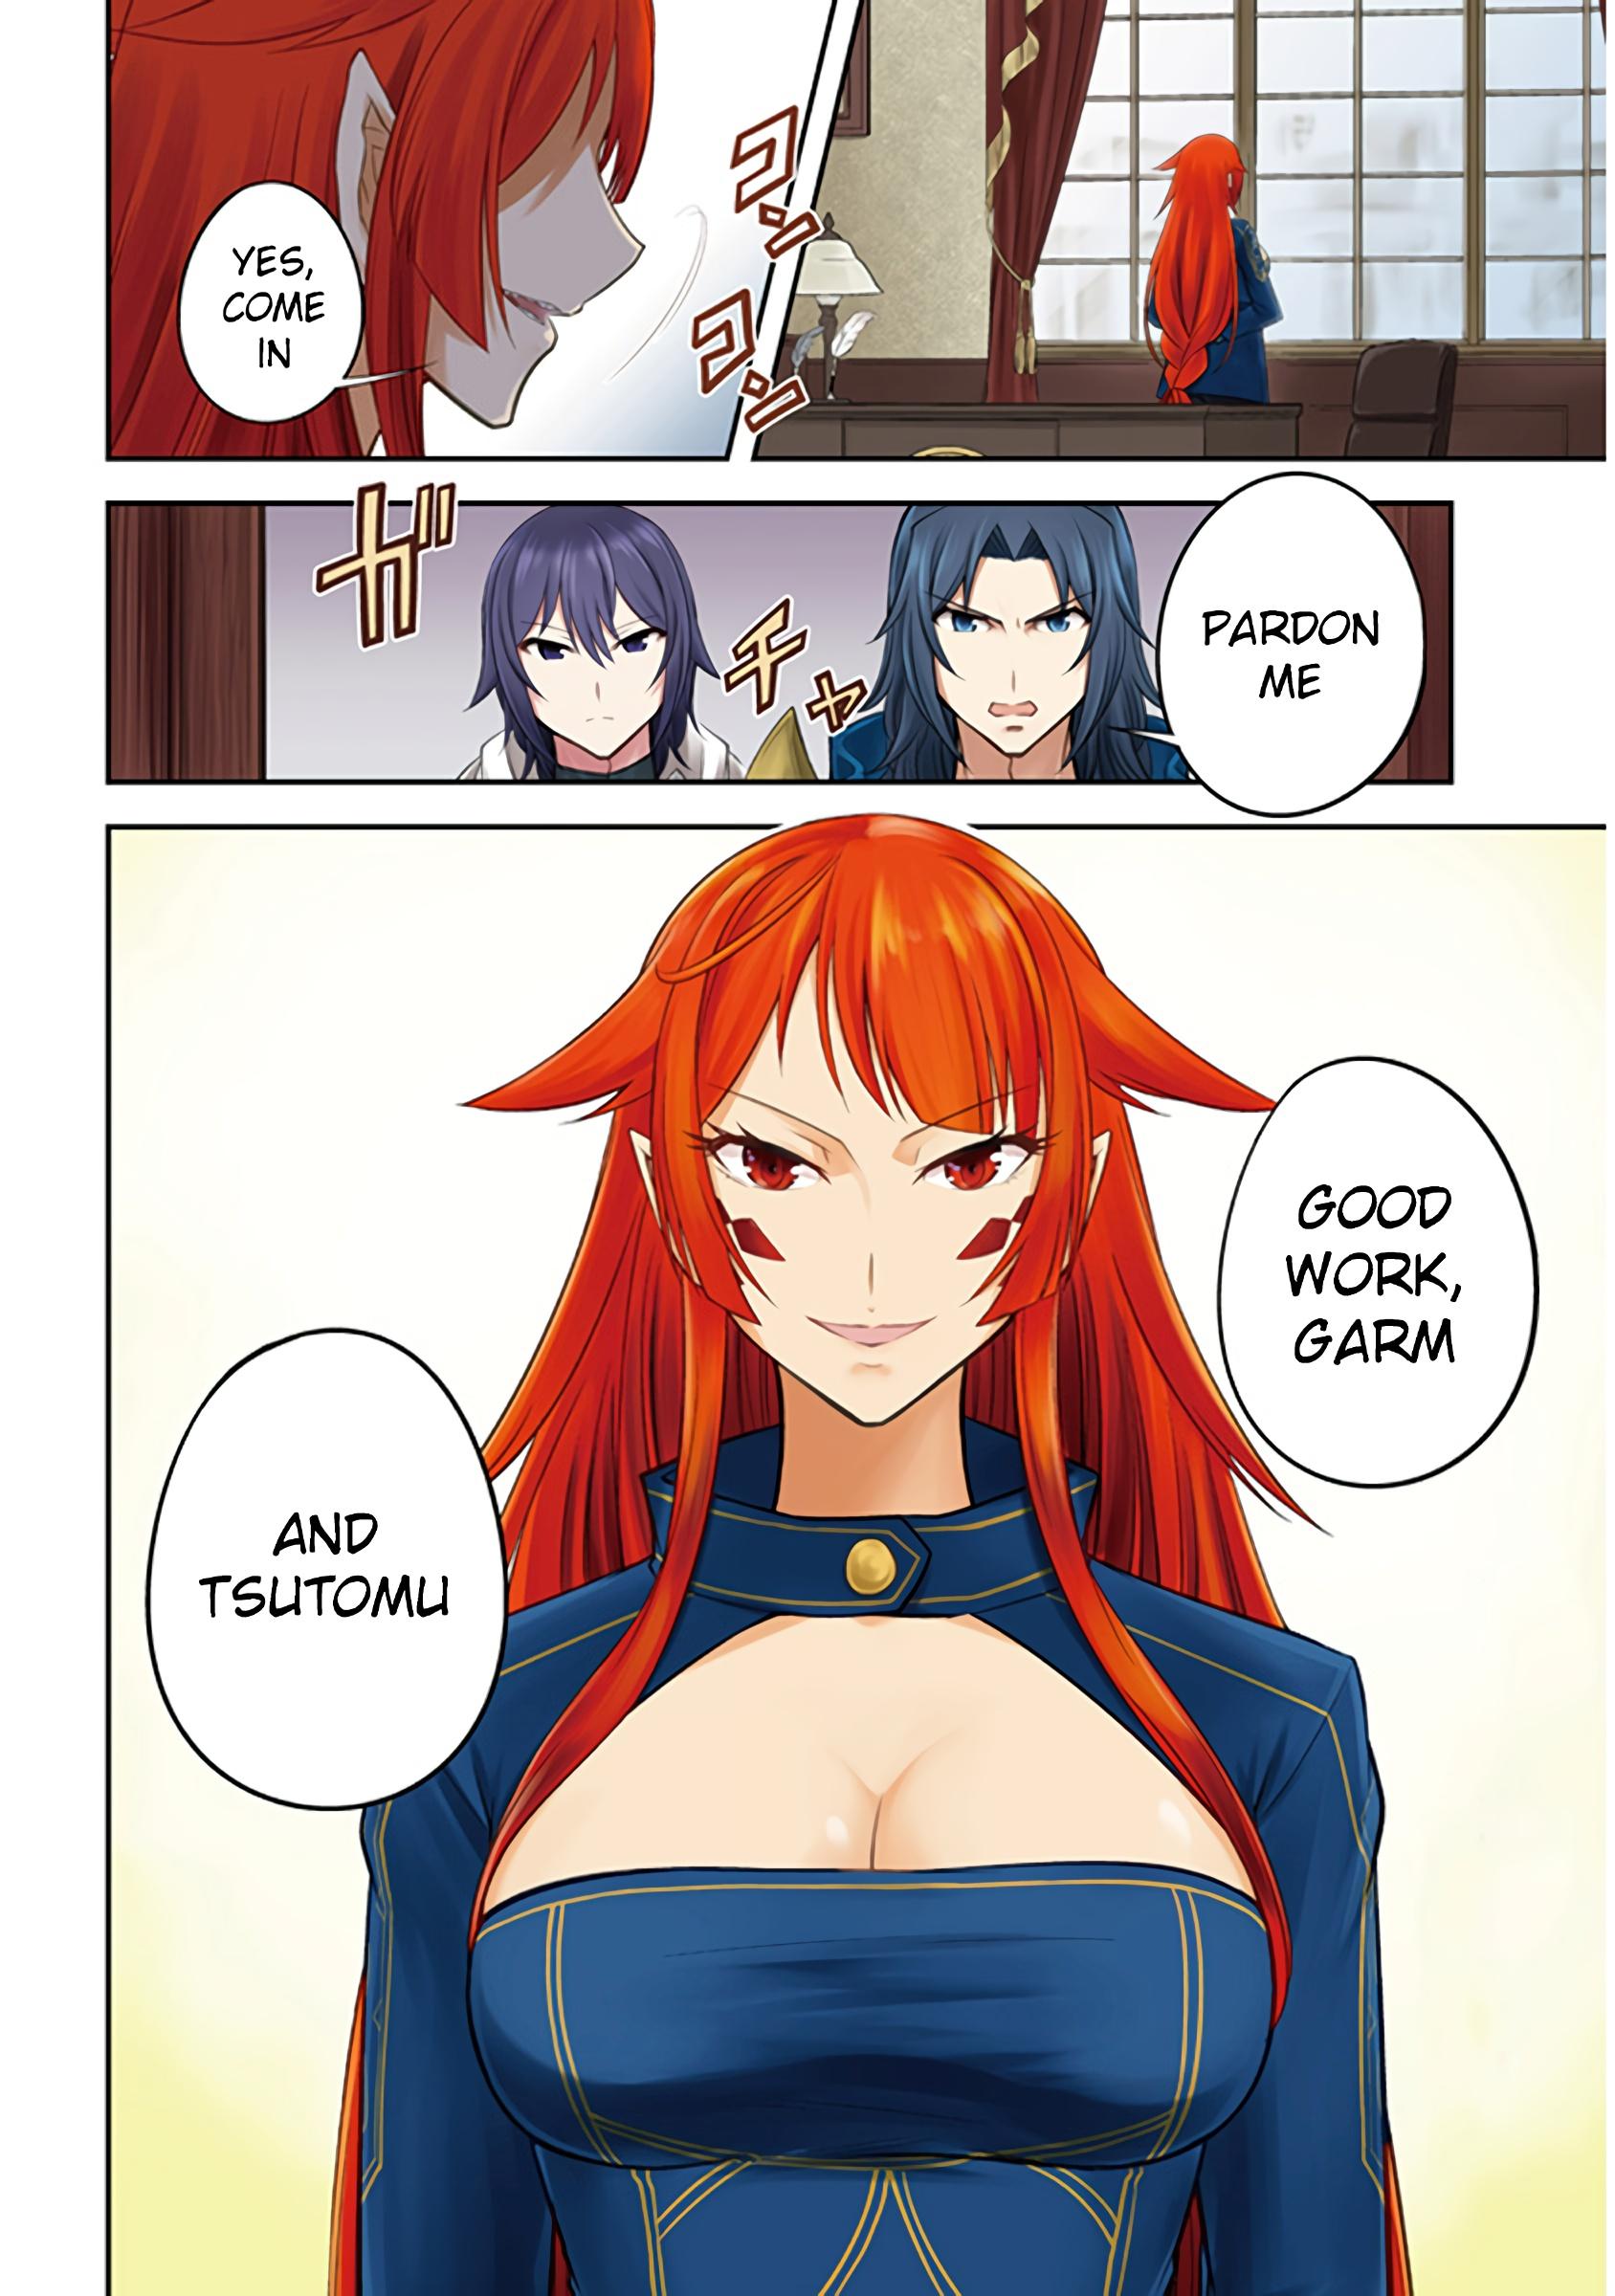 コンコン
YES,
COME
IN
ガチャ
PARDON
ME
GOOD
WORK,
GARM
AND
TSUTOMU